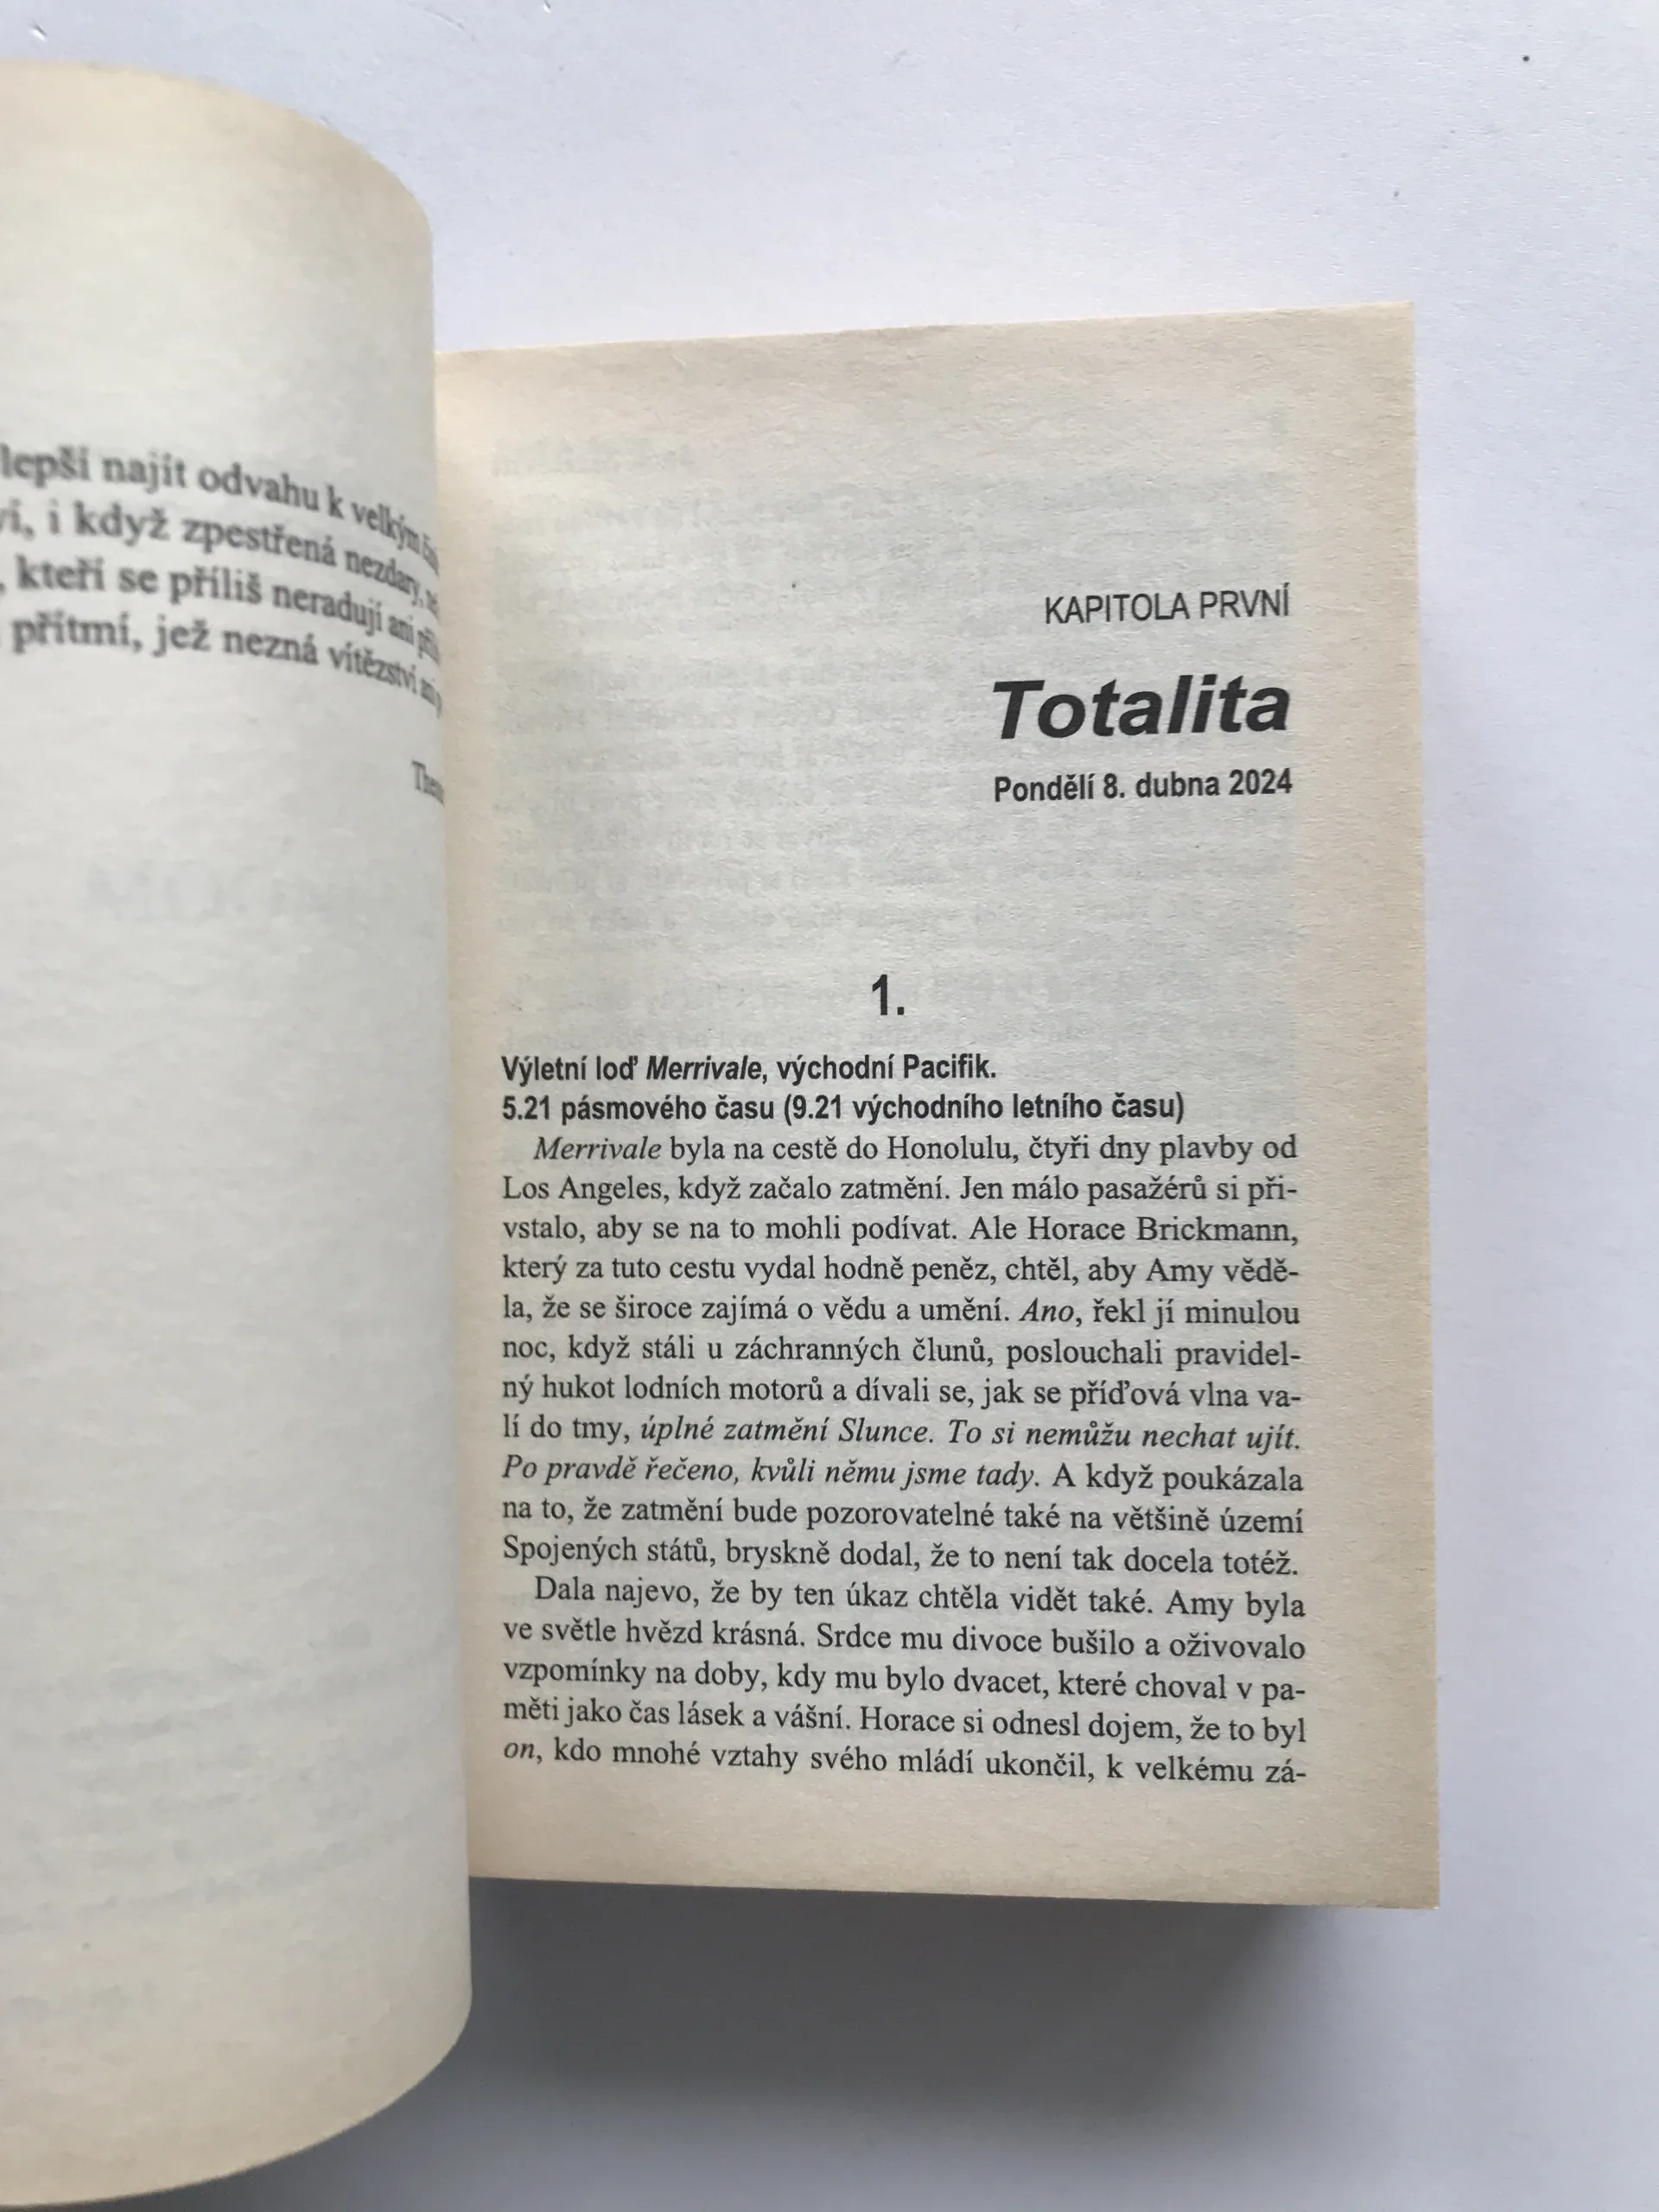 lepší najít odvahu k velkým
i když zpestřená nezdary,
kteří se příliš neradují ani
přítmí, jež nezná vítězství ani
KAPITOLA PRVNÍ
Totalita
Pondělí 8. dubna 2024
1.
Výletní loď Merrivale, východní Pacifik.
5.21 pásmového času (9.21 východního letního času)
Merrivale byla na cestě do Honolulu, čtyři dny plavby od
Los Angeles, když začalo zatmění. Jen málo pasažérů si při-
vstalo, aby se na to mohli podívat. Ale Horace Brickmann,
který za tuto cestu vydal hodně peněz, chtěl, aby Amy vědě-
la, že se široce zajímá o vědu a umění. Ano, řekl jí minulou
noc, když stáli u záchranných člunů, poslouchali pravidel-
ný hukot lodních motorů a dívali se, jak se příďová vlna va-
lí do tmy, úplné zatmění Slunce. To si nemůžu nechat ujít.
Po pravdě řečeno, kvůli němu jsme tady. A když poukázala
na to, že zatmění bude pozorovatelné také na většině území
Spojených států, bryskně dodal, že to není tak docela totéž.
Dala najevo, že by ten úkaz chtěla vidět také. Amy byla
ve světle hvězd krásná. Srdce mu divoce bušilo a oživovalo
vzpomínky na doby, kdy mu bylo dvacet, které choval v pa-
měti jako čas lásek a vášní. Horace si odnesl dojem, že to byl
on, kdo mnohé vztahy svého mládí ukončil, k velkému zá-